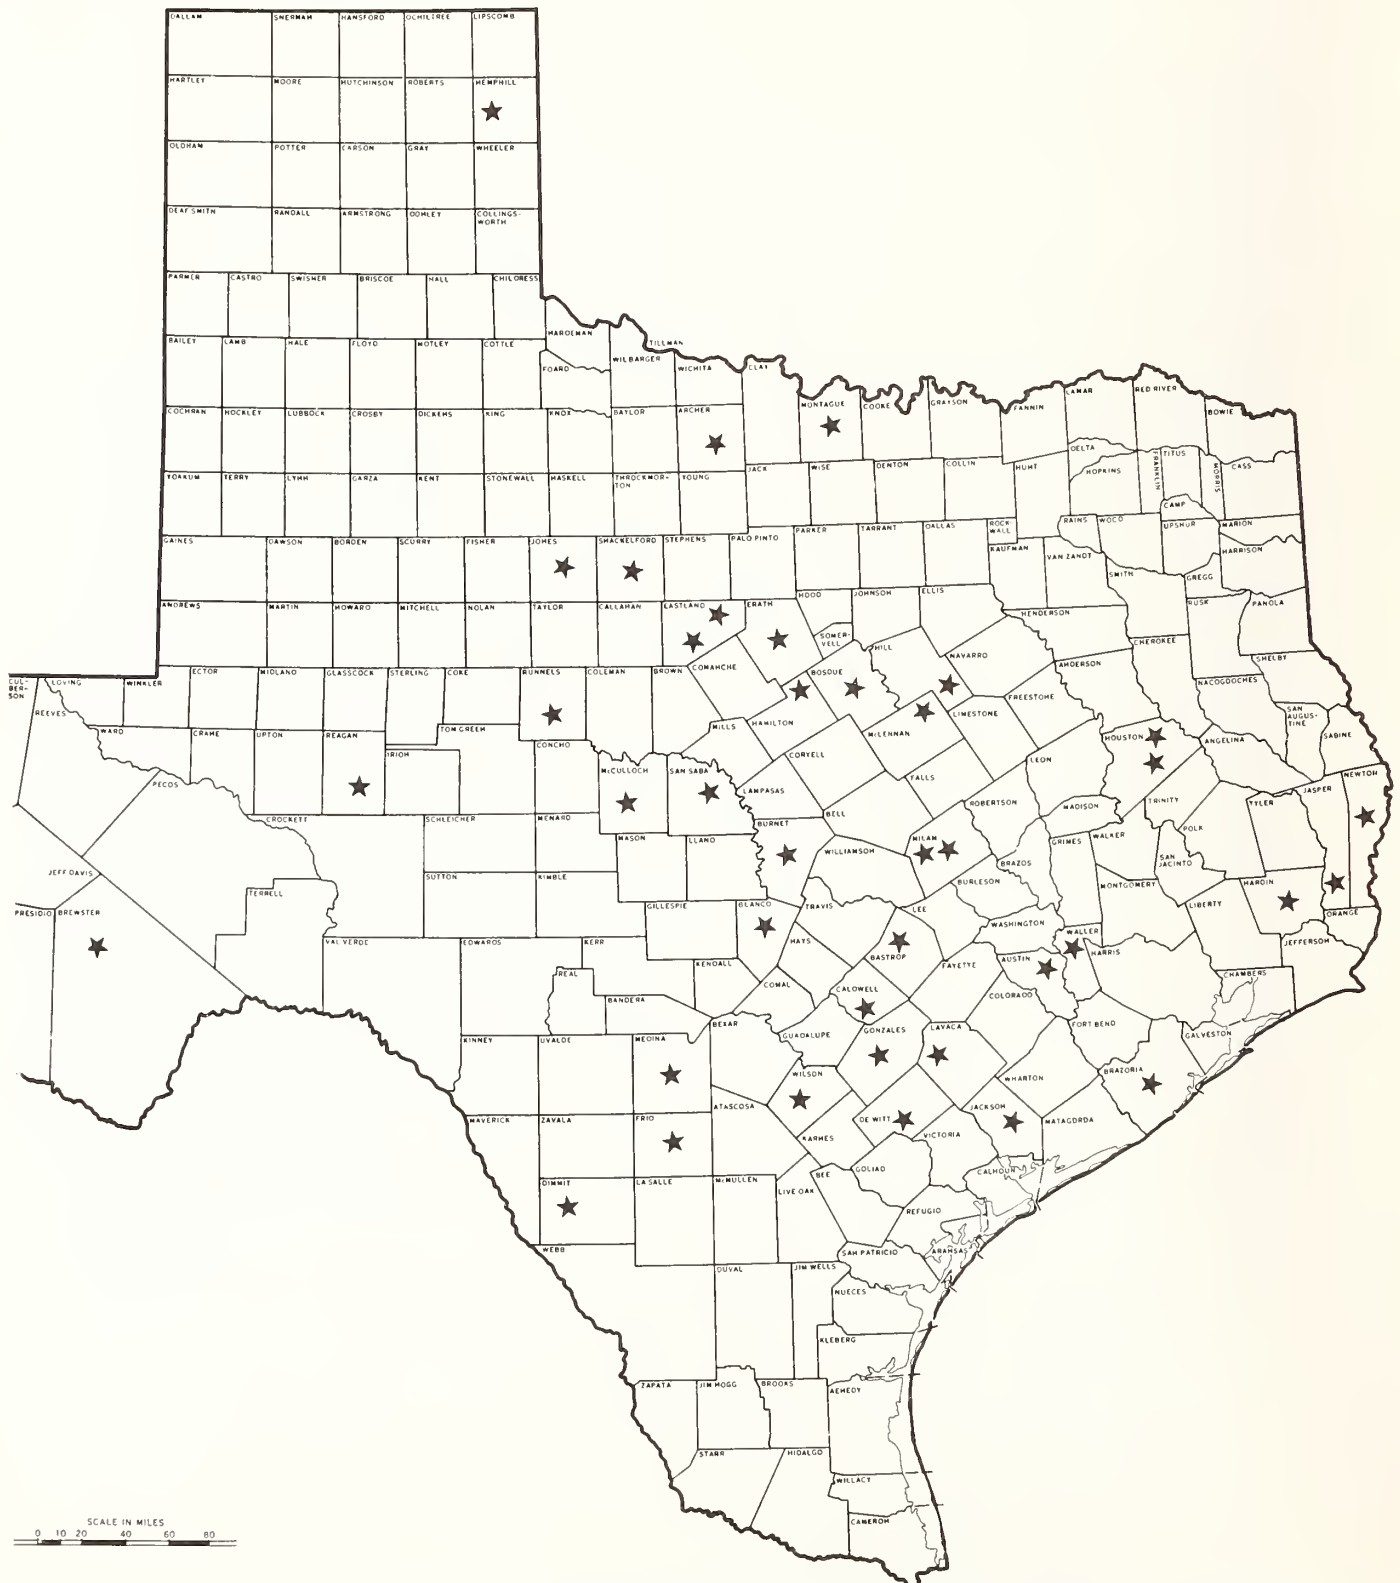 DALLAM SHERMAN HANSFORD OCHILTREE LIPSCOMB
HARTLEY MOORE HUTCHINSON ROBERTS HEMPHILL
OLDHAM POTTER CARSON GRAY WHEELER
DEAF SMITH RANDALL ARMSTRONG DONLEY COLLINGS-
WORTH
PARMER CASTRO SWISHER BRISCOE HALL CHILDRESS
HARDEMAN
TILLMAN
BAILEY LAMB HALE FLOYD MOTLEY COTTLE
FOARD WILBARGER WICHITA CLAY
COCHRAN HOCKLEY LUBBOCK CROSBY DICKENS KING KNOX BAYLOR ARCHER MONTAGUE COOKE GRAYSON FANNIN LAMAR RED RIVER BOWIE
YOAKUM TERRY LYNN GARZA KENT STONEWALL HASKELL THROCKMOR-
TON
YOUNG JACK WISE DENTON COLLIN HUNT DELTA HOPKINS FRANKLIN TITUS MORRIS CASS
CAMP
GAINES DAWSON BORDEN SCURRY FISHER JONES SHACKELFORD STEPHENS PALO PINTO PARKER TARRANT DALLAS ROCK-
WALL
RAINS WOOD UPSHUR MARION
KAUFMAN VAN ZANDT SMITH GREGG HARRISON
ANDREWS MARTIN HOWARD MITCHELL NOLAN TAYLOR CALLAHAN EASTLAND ERATH HOOD JOHNSON ELLIS HENDERSON RUSK PANOLA
SOMER-
VELL
HILL NAVARRO CHEROKEE SHELBY
CUL-
BER-
SON
LOVING WINKLER ECTOR MIDLAND GLASSCOCK STERLING COKE RUNNELS COLEMAN BROWN COMANCHE BOSQUE ANDERSON NACOGDOCHES
REEVES WARD CRANE UPTON REAGAN TOM GREEN CONCHO MILLS HAMILTON McLENNAN LIMESTONE FREESTONE SAN
AUGUS-
TINE
SABINE
IRION McCULLOCH SAN SABA CORYELL FALLS LEON HOUSTON ANGELINA
PECOS LAMPASAS ROBERTSON MADISON TRINITY TYLER JASPER NEWTON
CROCKETT SCHLEICHER MENARD BURNET BELL POLK
MASON LLANO WILLIAMSON MILAM BRAZOS GRIMES WALKER SAN
JACINTO
JEFF DAVIS TERRELL SUTTON KIMBLE BURLESON MONTGOMERY LIBERTY HARDIN
PRESIDIO BREWSTER GILLESPIE BLANCO TRAVIS LEE WASHINGTON WALLER ORANGE
VAL VERDE EDWARDS KERR HAYS BASTROP FAYETTE AUSTIN HARRIS JEFFERSON
REAL KENDALL COMAL CALDWELL COLORADO CHAMBERS
BANDERA
BEXAR GUADALUPE GONZALES LAVACA FORT BEND GALVESTON
KINNEY UVALDE MEDINA WILSON WHARTON BRAZORIA
ATASCOSA
MAVERICK ZAVALA FRIO KARNES DE WITT JACKSON MATAGORDA
VICTORIA
DIMMIT LA SALLE McMULLEN LIVE OAK BEE GOLIAD CALHOUN
REFUGIO
WEBB SAN PATRICIO ARANSAS
DUVAL JIM WELLS NUECES
KLEBERG
ZAPATA JIM HOGG BROOKS KENEDY
STARR HIDALGO
WILLACY
CAMERON
SCALE IN MILES
0 10 20 40 60 80